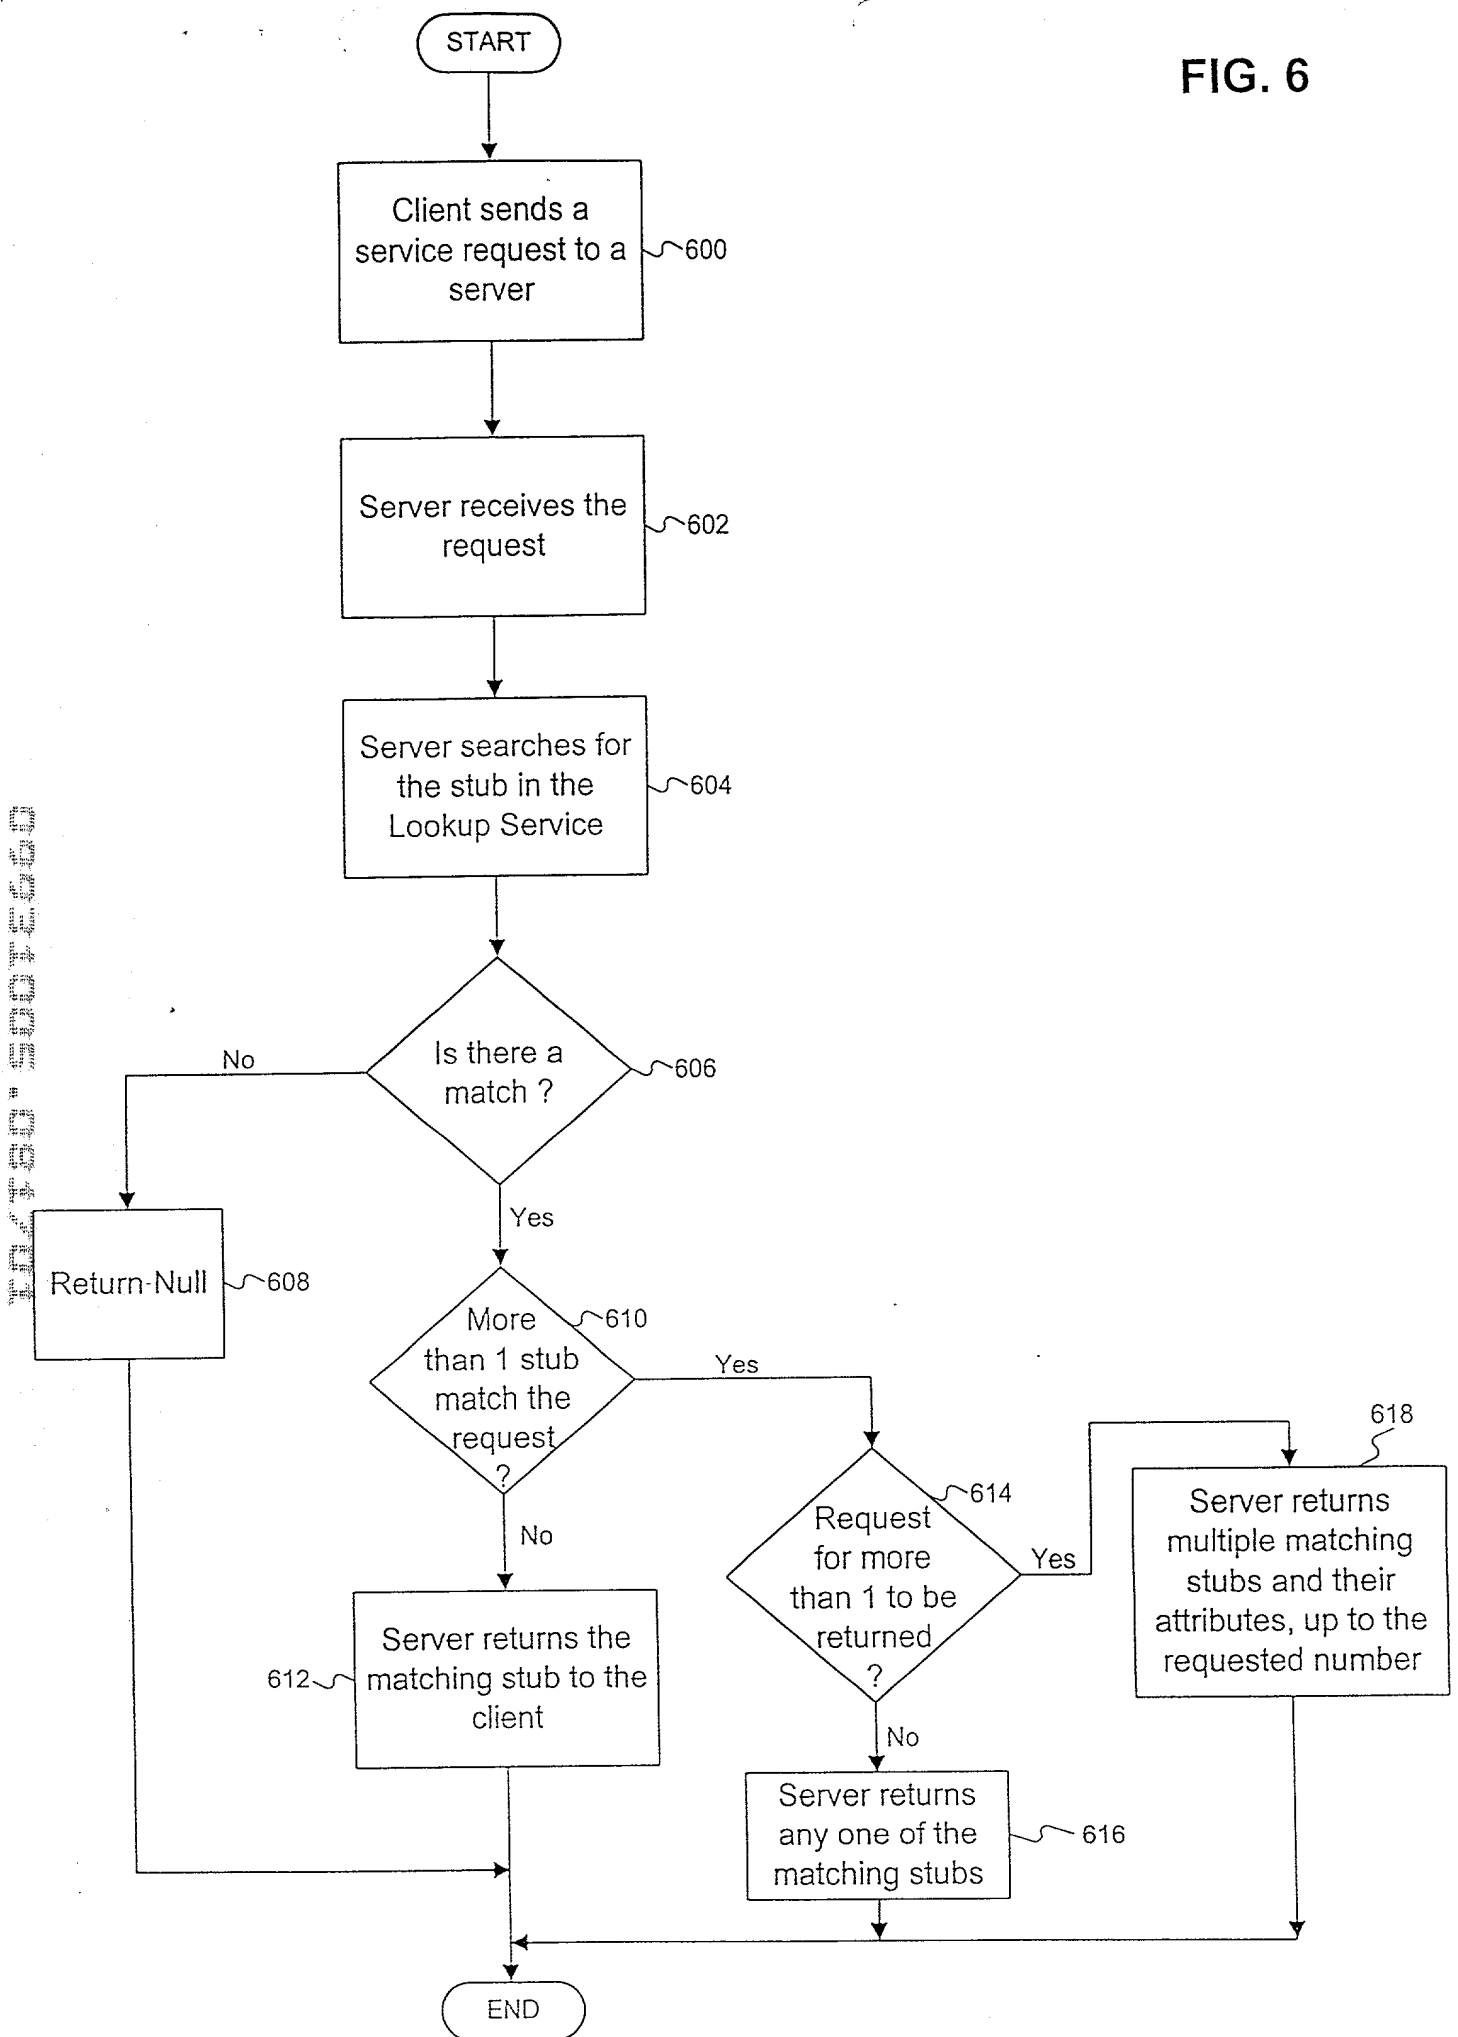 START
FIG. 6
Client sends a
service request to a
server
600
Server receives the
request
602
Server searches for
the stub in the
Lookup Service
604
Is there a
match ?
606
No
Yes
Return-Null
608
More
than 1 stub
match the
request
?
610
Yes
No
Server returns the
matching stub to the
client
612
Request
for more
than 1 to be
returned
?
614
Yes
No
Server returns
multiple matching
stubs and their
attributes, up to the
requested number
618
Server returns
any one of the
matching stubs
616
END